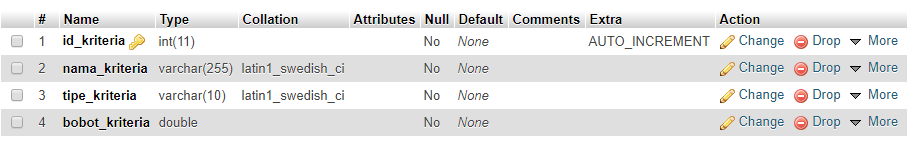 # Name Type Collation Attributes Null Default Comments Extra Action
1 id_kriteria int(11) No None AUTO_INCREMENT Change Drop More
2 nama_kriteria varchar(255) latin1_swedish_ci No None Change Drop More
3 tipe_kriteria varchar(10) latin1_swedish_ci No None Change Drop More
4 bobot_kriteria double No None Change Drop More